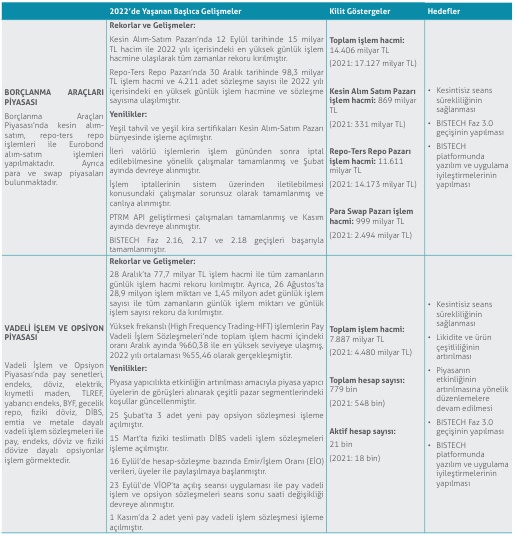 2022’de Yaşanan Başlıca Gelişmeler
Kilit Göstergeler
Hedefler
BORÇLANMA ARAÇLARI
PİYASASI
Borçlanma Araçları
Piyasası’nda kesin alım-
satım, repo-ters repo
işlemleri ile Eurobond
alım-satım işlemleri
yapılmaktadır. Ayrıca
para ve swap piyasaları
bulunmaktadır.
Rekorlar ve Gelişmeler:
Kesin Alım-Satım Pazarı’nda 12 Eylül tarihinde 15 milyar
TL hacim ile 2022 yılı içerisindeki en yüksek günlük işlem
hacmine ulaşılarak tüm zamanlar rekoru kırılmıştır.
Repo-Ters Repo Pazarı’nda 30 Aralık tarihinde 98,3 milyar
TL işlem hacmi ve 4.211 adet sözleşme sayısı ile 2022 yılı
içerisindeki en yüksek günlük işlem hacmine ve sözleşme
sayısına ulaşılmıştır.
Yenilikler:
Yeşil tahvil ve yeşil kira sertifikaları Kesin Alım-Satım Pazarı
bünyesinde işleme açılmıştır.
İleri valörlü işlemlerin işlem gününden sonra iptal
edilebilmesine yönelik çalışmalar tamamlanmış ve Şubat
ayında devreye alınmıştır.
İşlem iptallerinin sistem üzerinden iletilebilmesi
konusundaki çalışmalar sorunsuz olarak tamamlanmış ve
canlıya alınmıştır.
PTRM API geliştirmesi çalışmaları tamamlanmış ve Kasım
ayında devreye alınmıştır.
BISTECH Faz 2.16, 2.17 ve 2.18 geçişleri başarıyla
tamamlanmıştır.
Toplam işlem hacmi:
14.406 milyar TL
(2021: 17.127 milyar TL)
Kesin Alım Satım Pazarı
işlem hacmi: 869 milyar
TL
(2021: 331 milyar TL)
Repo-Ters Repo Pazarı
işlem hacmi: 11.611
milyar TL
(2021: 14.173 milyar TL)
Para Swap Pazarı işlem
hacmi: 999 milyar TL
(2021: 2.494 milyar TL)
• Kesintisiz seans
sürekliliğinin
sağlanması
• BISTECH Faz 3.0
geçişinin yapılması
• BISTECH
platformunda
yazılım ve uygulama
iyileştirmelerinin
yapılması
VADELİ İŞLEM VE OPSİYON
PİYASASI
Vadeli İşlem ve Opsiyon
Piyasası’nda pay senetleri,
endeks, döviz, elektrik,
kıymetli maden, TLREF,
yabancı endeks, BYF, gecelik
repo, fiziki döviz, DİBS,
emtia ve metale dayalı
vadeli işlem sözleşmeleri ile
pay, endeks, döviz ve fiziki
dövize dayalı opsiyonlar
işlem görmektedir.
Rekorlar ve Gelişmeler:
28 Aralık’ta 77,7 milyar TL işlem hacmi ile tüm zamanların
günlük işlem hacmi rekoru kırılmıştır. Ayrıca, 26 Ağustos’ta
28,9 milyon işlem miktarı ve 1,45 milyon adet günlük işlem
sayısı ile tüm zamanların günlük işlem miktarı ve günlük
işlem sayısı rekoru da kırılmıştır.
Yüksek frekanslı (High Frequency Trading-HFT) işlemlerin Pay
Vadeli İşlem Sözleşmeleri’nde toplam işlem hacmi içindeki
oranı Aralık ayında %60,38 ile en yüksek seviyeye ulaşmış,
2022 yılı ortalaması %55,46 olarak gerçekleşmiştir.
Yenilikler:
Piyasa yapıcılıkta etkinliğin artırılması amacıyla piyasa yapıcı
üyelerin de görüşleri alınarak çeşitli pazar segmentlerindeki
koşullar güncellenmiştir.
25 Şubat’ta 3 adet yeni pay opsiyon sözleşmesi işleme
açılmıştır.
15 Mart’ta fiziki teslimatlı DİBS vadeli işlem sözleşmeleri
işleme açılmıştır.
16 Eylül’de hesap-sözleşme bazında Emir/İşlem Oranı (EİO)
verileri, üyeler ile paylaşılmaya başlanmıştır.
23 Eylül’de VİOP’ta açılış seansı uygulaması ile pay vadeli
işlem ve opsiyon sözleşmeleri seans sonu saati değişikliği
devreye alınmıştır.
1 Kasım’da 2 adet yeni pay vadeli işlem sözleşmesi işleme
açılmıştır.
Toplam işlem hacmi:
7.887 milyar TL
(2021: 4.480 milyar TL)
Toplam hesap sayısı:
779 bin
(2021: 548 bin)
Aktif hesap sayısı:
21 bin
(2021: 18 bin)
• Kesintisiz seans
sürekliliğinin
sağlanması
• Likidite ve ürün
çeşitliliğinin
artırılması
• Piyasanın
etkinliğinin
artırılmasına yönelik
düzenlemelere
devam edilmesi
• BISTECH Faz 3.0
geçişinin yapılması
• BISTECH
platformunda
yazılım ve uygulama
iyileştirmelerinin
yapılması